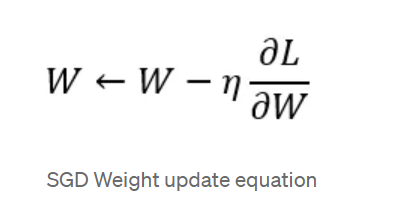 W ← W − η ∂L/∂W
SGD Weight update equation